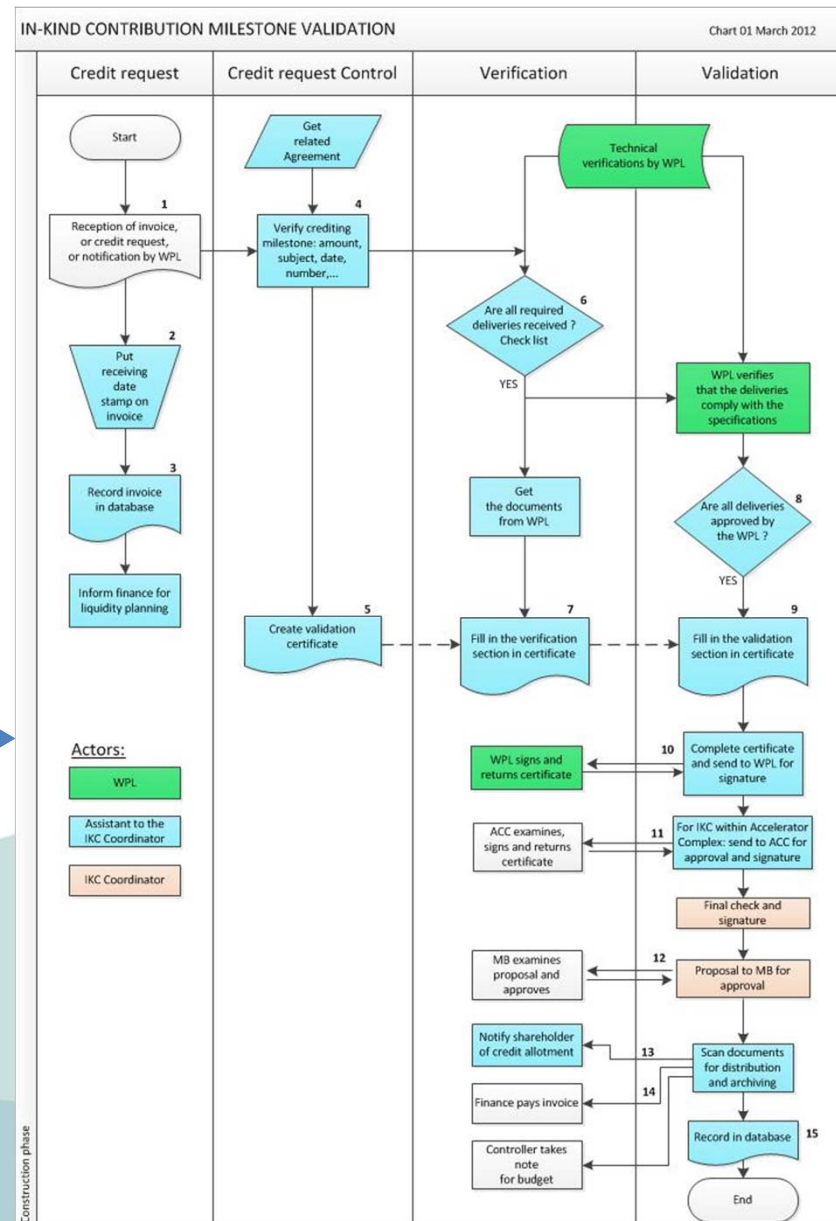 IN-KIND CONTRIBUTION MILESTONE VALIDATION
Chart 01 March 2012
Credit request
Credit request Control
Verification
Validation
Start
1
Reception of invoice,
or credit request,
or notification by WPL
2
Put
receiving
date
stamp on
invoice
3
Record invoice
in database
Inform finance for
liquidity planning
Actors:
WPL
Assistant to the
IKC Coordinator
IKC Coordinator
Get
related
Agreement
4
Verify crediting
milestone: amount,
subject, date,
number,...
5
Create validation
certificate
Technical
verifications by WPL
6
Are all required
deliveries received ?
Check list
YES
Get
the documents
from WPL
7
Fill in the verification
section in certificate
WPL verifies
that the deliveries
comply with the
specifications
8
Are all deliveries
approved by
the WPL ?
YES
9
Fill in the validation
section in certificate
10
Complete certificate
and send to WPL for
signature
WPL signs and
returns certificate
11
For IKC within Accelerator
Complex: send to ACC for
approval and signature
ACC examines,
signs and returns
certificate
Final check and
signature
12
Proposal to MB for
approval
MB examines
proposal and
approves
Notify shareholder
of credit allotment
13
Scan documents
for distribution
and archiving
14
Finance pays invoice
Controller takes
note
for budget
Record in database
15
End
Construction phase